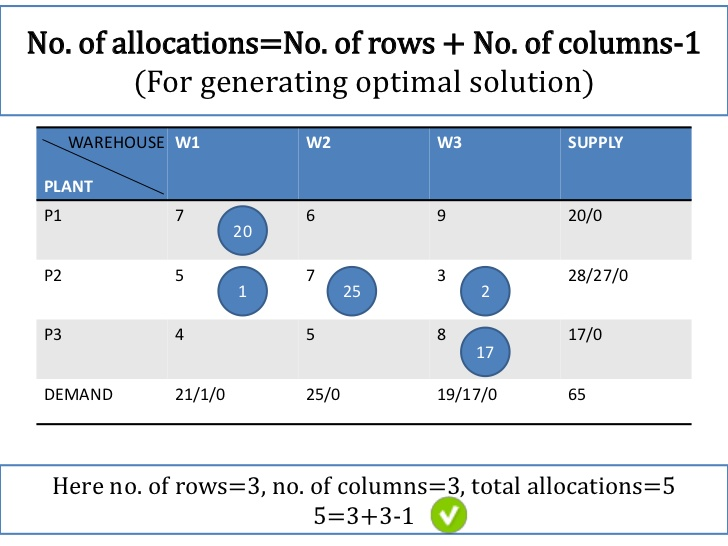 No. of allocations=No. of rows + No. of columns-1
(For generating optimal solution)
WAREHOUSE W1 W2 W3 SUPPLY
PLANT
P1 7 20 6 9 20/0
P2 5 1 7 25 3 2 28/27/0
P3 4 5 8 17 17/0
DEMAND 21/1/0 25/0 19/17/0 65
Here no. of rows=3, no. of columns=3, total allocations=5
5=3+3-1